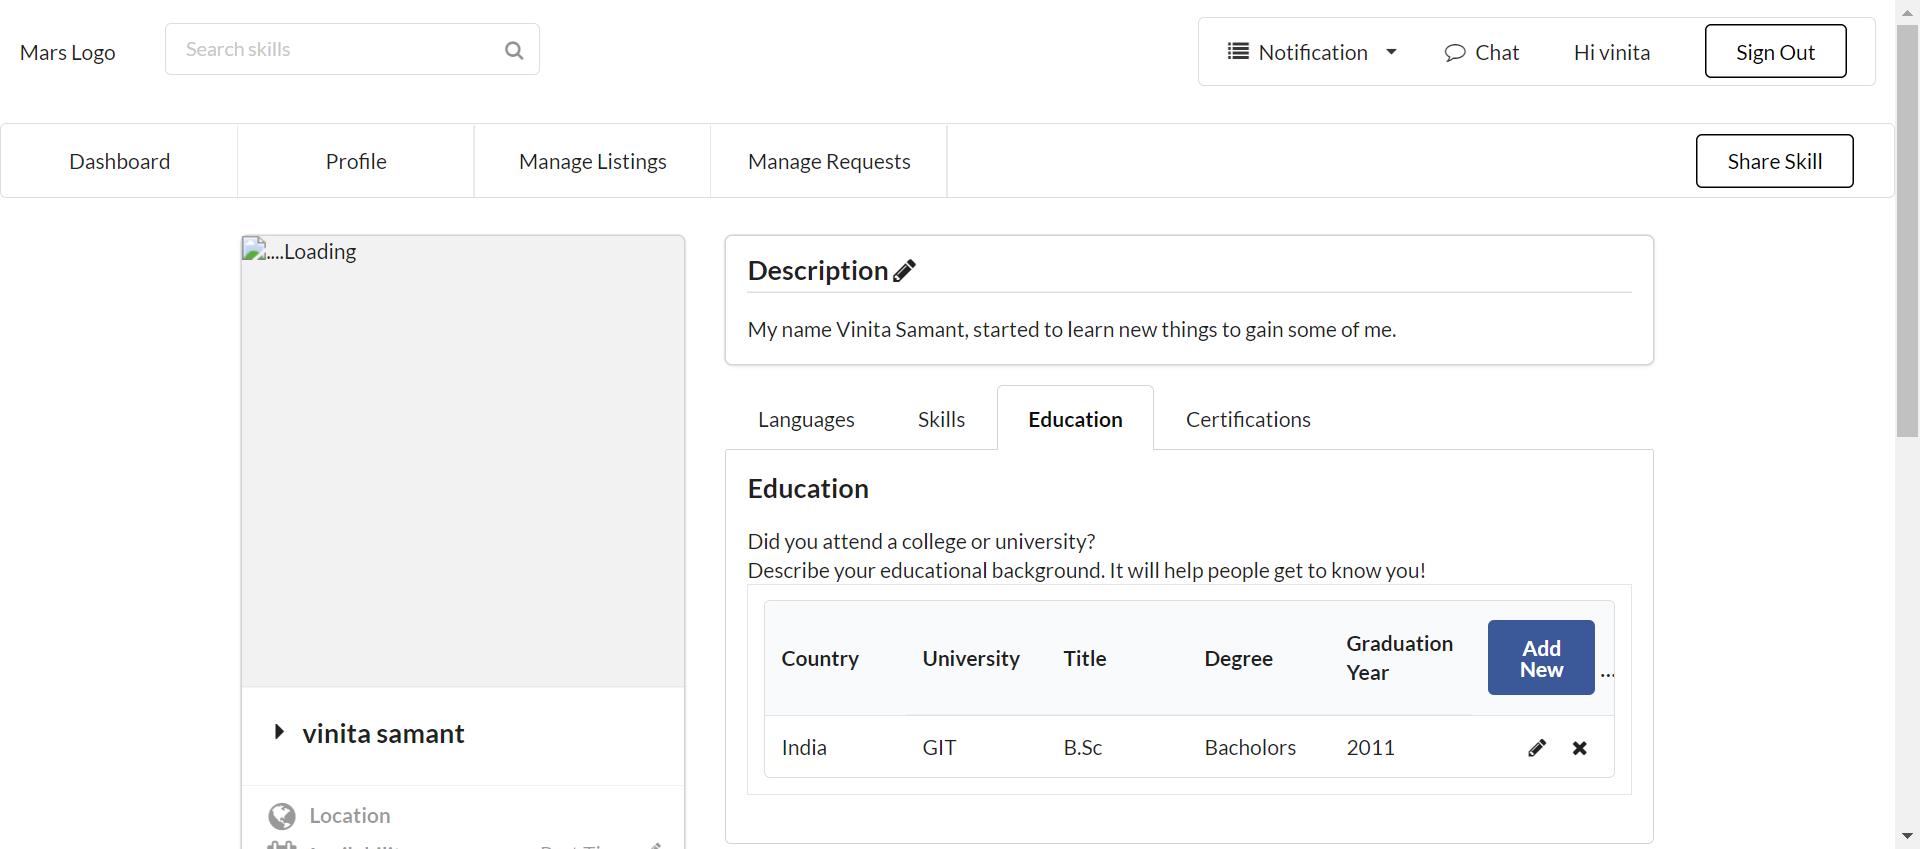 Mars Logo
Search skills
Notification
Chat
Hi vinita
Sign Out
Dashboard
Profile
Manage Listings
Manage Requests
Share Skill
....Loading
vinita samant
Location
Description
My name Vinita Samant, started to learn new things to gain some of me.
Languages
Skills
Education
Certifications
Education
Did you attend a college or university?
Describe your educational background. It will help people get to know you!
Country University Title Degree Graduation Year Add New ...
India GIT B.Sc Bacholors 2011